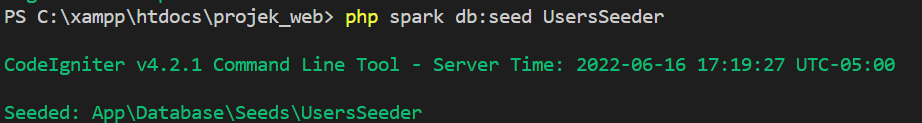 PS C:\xampp\htdocs\projek_web> php spark db:seed UsersSeeder
CodeIgniter v4.2.1 Command Line Tool - Server Time: 2022-06-16 17:19:27 UTC-05:00
Seeded: App\Database\Seeds\UsersSeeder